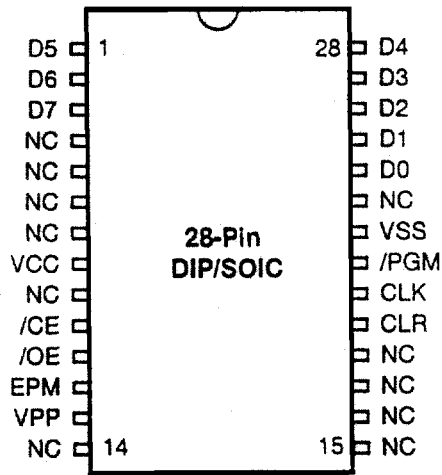 D5 1 28 D4
D6 D3
D7 D2
NC D1
NC D0
NC NC
NC VSS
28-Pin
VCC /PGM
DIP/SOIC
NC CLK
/CE CLR
/OE NC
EPM NC
VPP NC
NC 14 15 NC